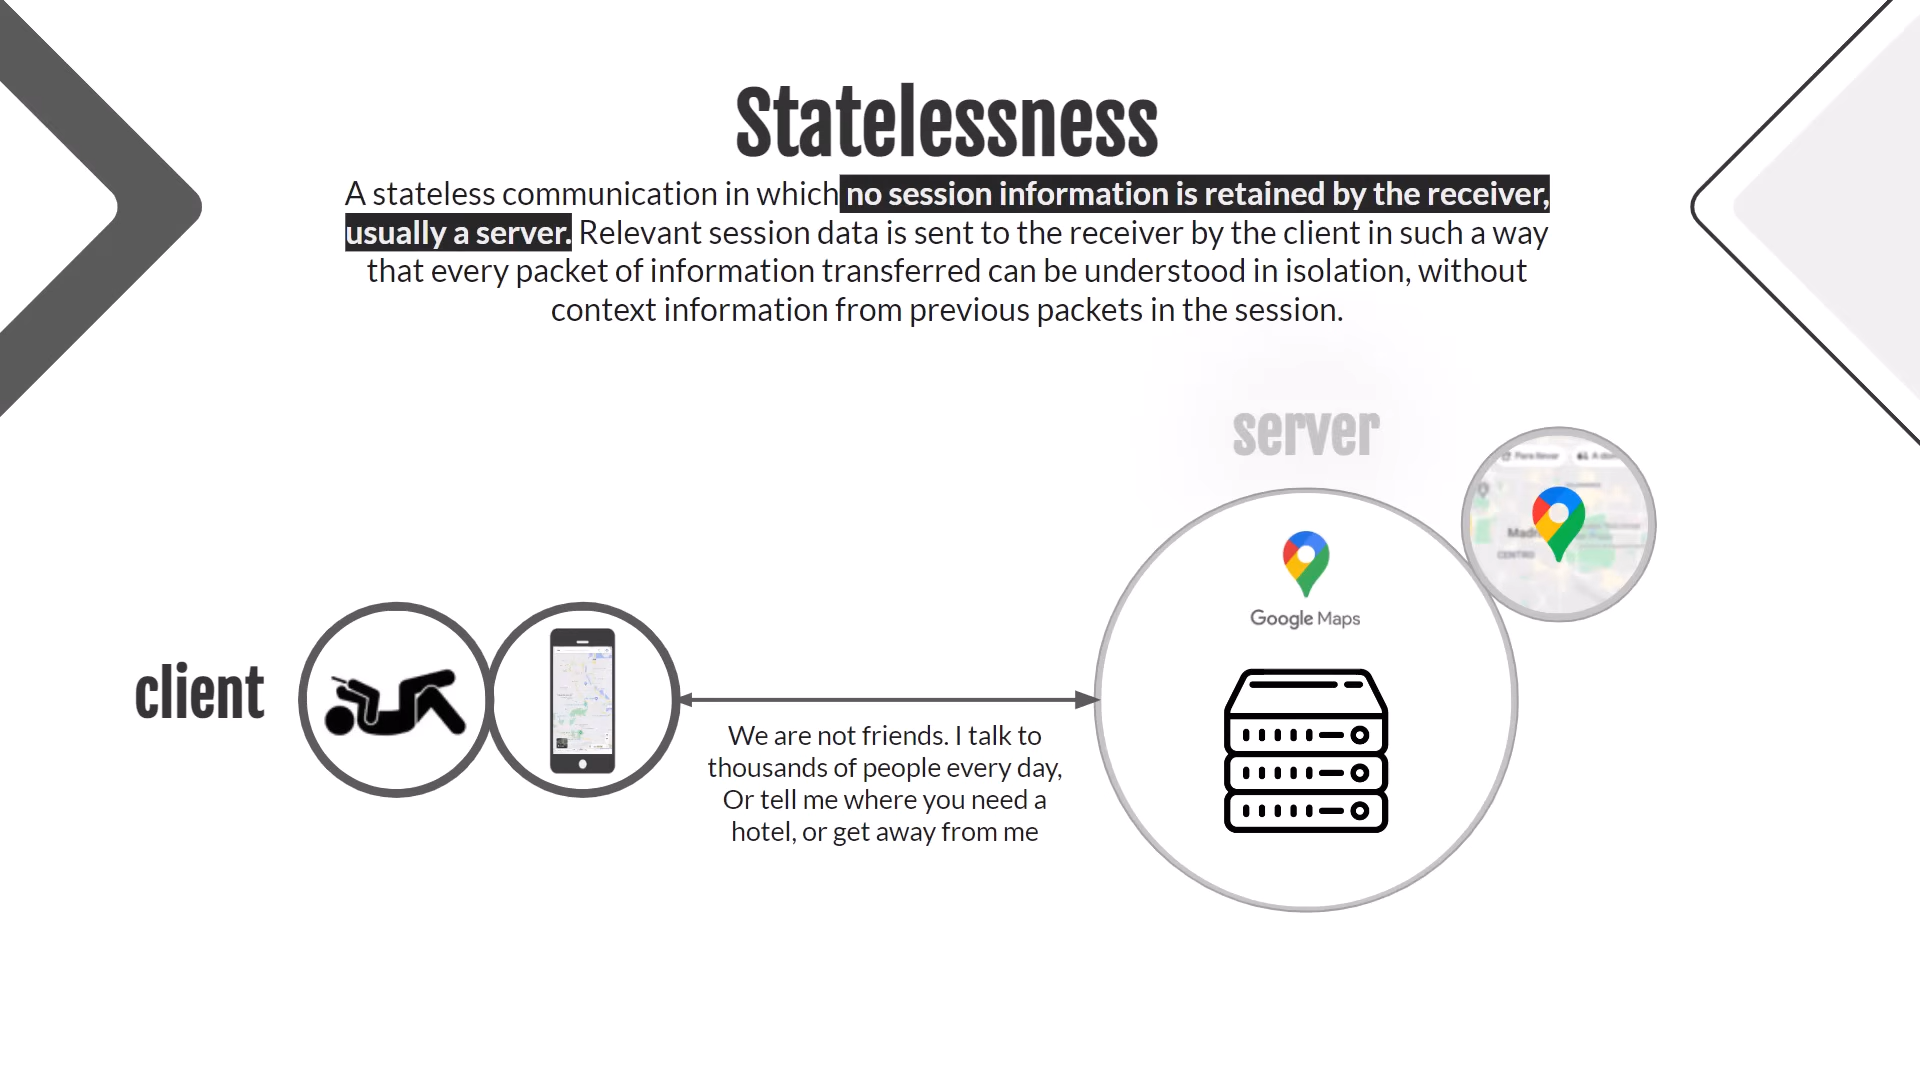 Statelessness
A stateless communication in which no session information is retained by the receiver,
usually a server. Relevant session data is sent to the receiver by the client in such a way
that every packet of information transferred can be understood in isolation, without
context information from previous packets in the session.
server
Para llevar
Madr
CENTRO
Google Maps
client
We are not friends. I talk to
thousands of people every day,
Or tell me where you need a
hotel, or get away from me